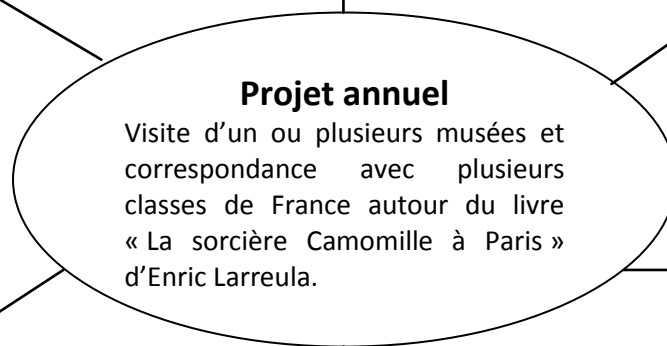 Projet annuel
Visite d’un ou plusieurs musées et
correspondance avec plusieurs
classes de France autour du livre
« La sorcière Camomille à Paris »
d’Enric Larreula.